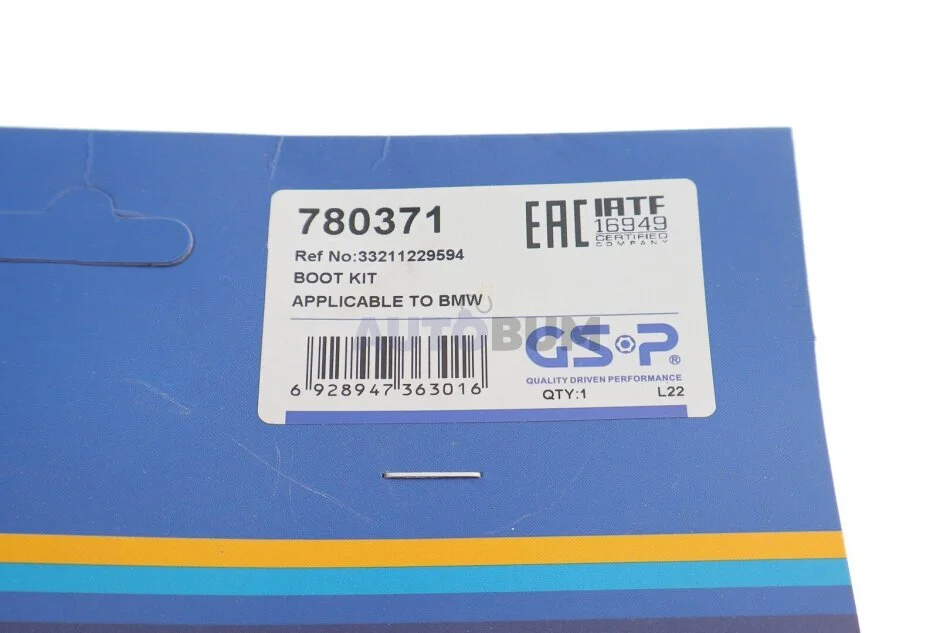 780371
EAC
IATF
16949
CERTIFIED
COMPANY
Ref No:33211229594
BOOT KIT
APPLICABLE TO BMW
AUTOBUM
GSP®
QUALITY DRIVEN PERFORMANCE
6 928947 363016
QTY:1
L22